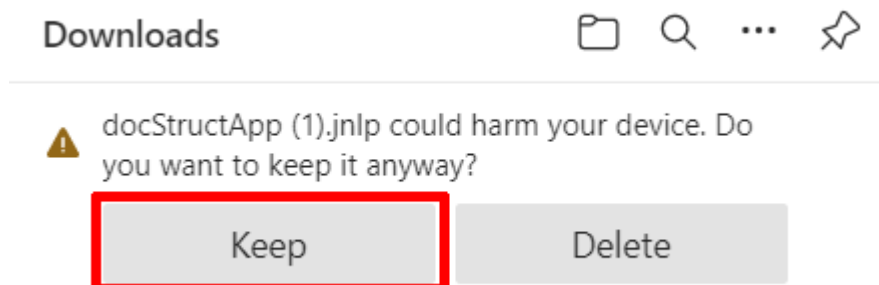 Downloads
docStructApp (1).jnlp could harm your device. Do
you want to keep it anyway?
Keep Delete